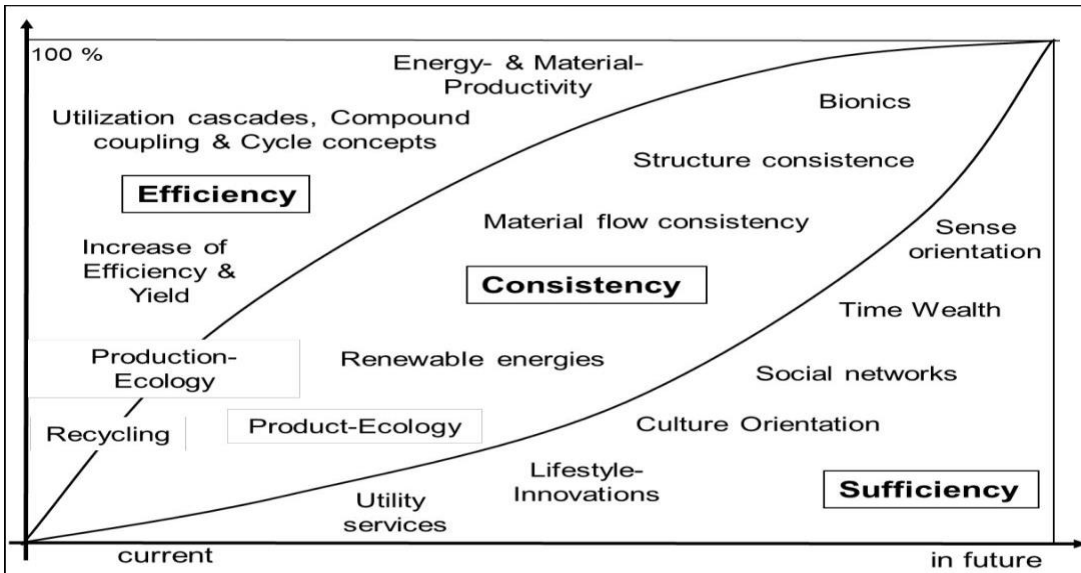 100 %
Energy- & Material-
Productivity
Bionics
Utilization cascades, Compound
coupling & Cycle concepts
Structure consistence
Efficiency
Material flow consistency
Sense
orientation
Increase of
Efficiency &
Yield
Consistency
Time Wealth
Production-
Ecology
Renewable energies
Social networks
Recycling
Product-Ecology
Culture Orientation
Lifestyle-
Innovations
Sufficiency
Utility
services
current
in future